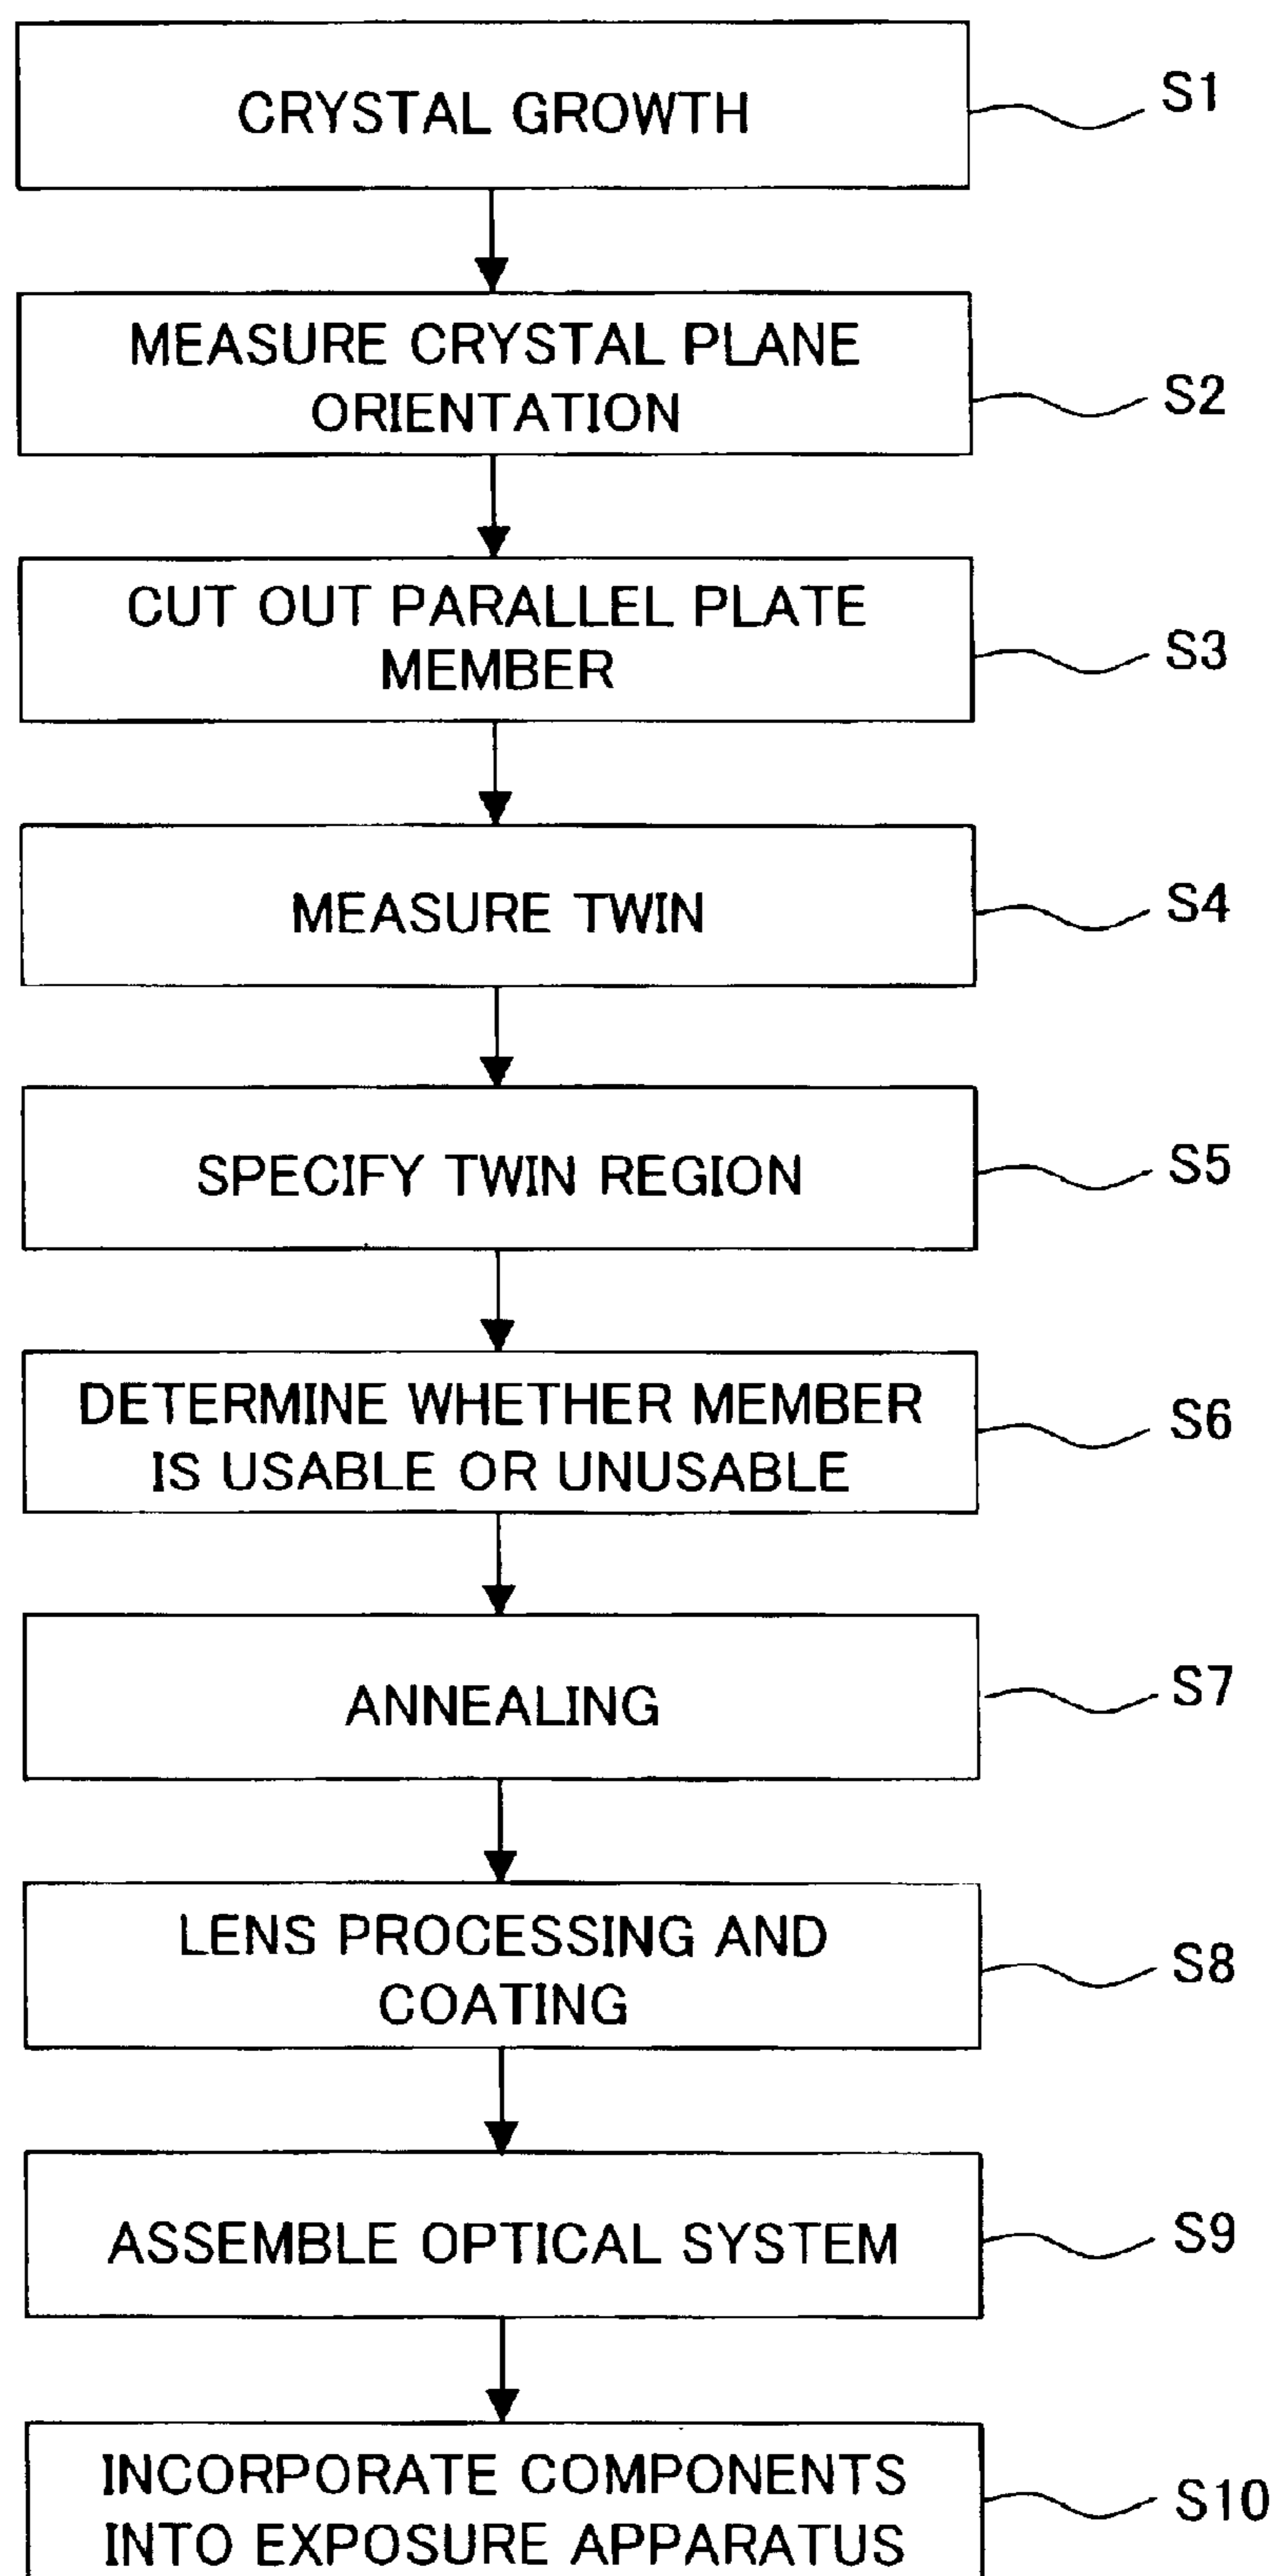 CRYSTAL GROWTH
S1
MEASURE CRYSTAL PLANE
ORIENTATION
S2
CUT OUT PARALLEL PLATE
MEMBER
S3
MEASURE TWIN
S4
SPECIFY TWIN REGION
S5
DETERMINE WHETHER MEMBER
IS USABLE OR UNUSABLE
S6
ANNEALING
S7
LENS PROCESSING AND
COATING
S8
ASSEMBLE OPTICAL SYSTEM
S9
INCORPORATE COMPONENTS
INTO EXPOSURE APPARATUS
S10